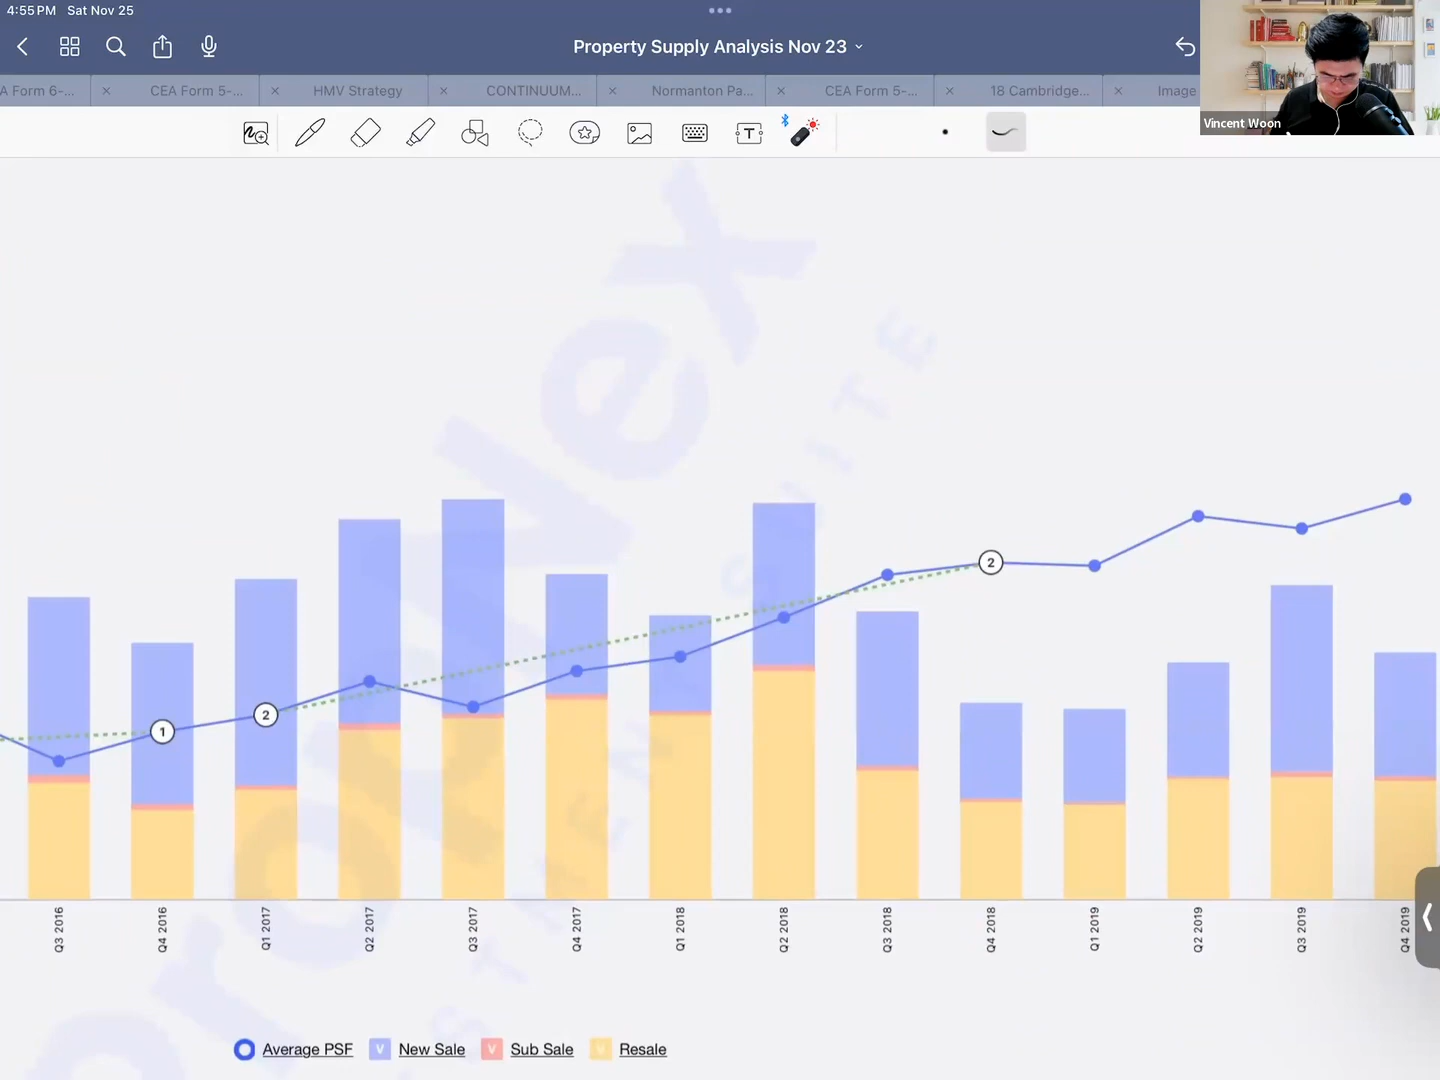 4:55 PM Sat Nov 25
Property Supply Analysis Nov 23
A Form 6-...
CEA Form 5-...
HMV Strategy
CONTINUUM...
Normanton Pa...
CEA Form 5-...
18 Cambridge...
Image
Vincent Woon
T
1
2
2
Q3 2016
Q4 2016
Q1 2017
Q2 2017
Q3 2017
Q4 2017
Q1 2018
Q2 2018
Q3 2018
Q4 2018
Q1 2019
Q2 2019
Q3 2019
Q4 2019
Average PSF
V New Sale
V Sub Sale
V Resale